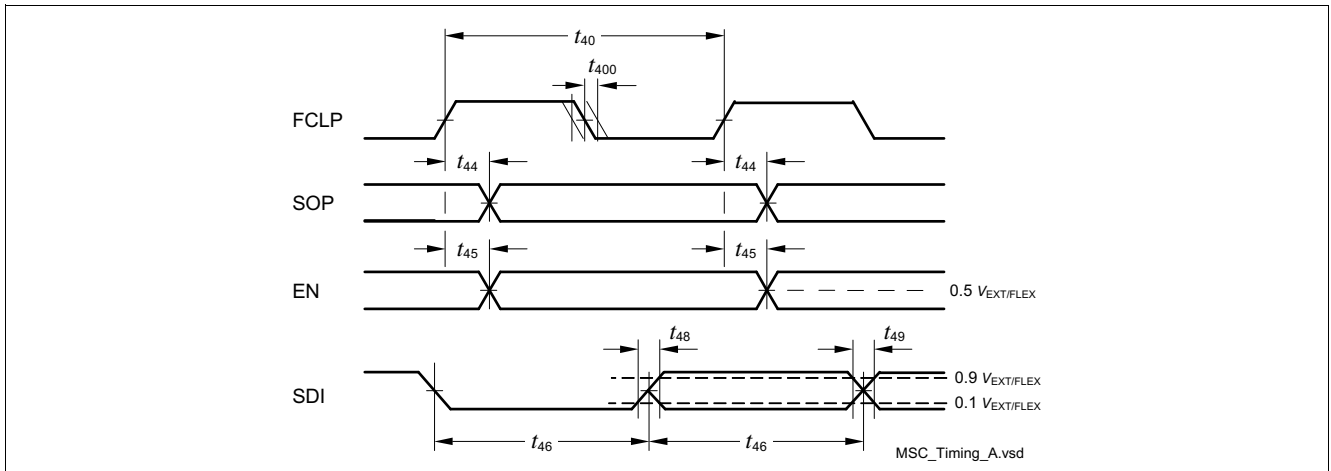 t40
t400
FCLP
t44 t44
SOP
t45 t45
EN
0.5 VEXT/FLEX
t48 t49
0.9 VEXT/FLEX
SDI
0.1 VEXT/FLEX
t46 t46
MSC_Timing_A.vsd